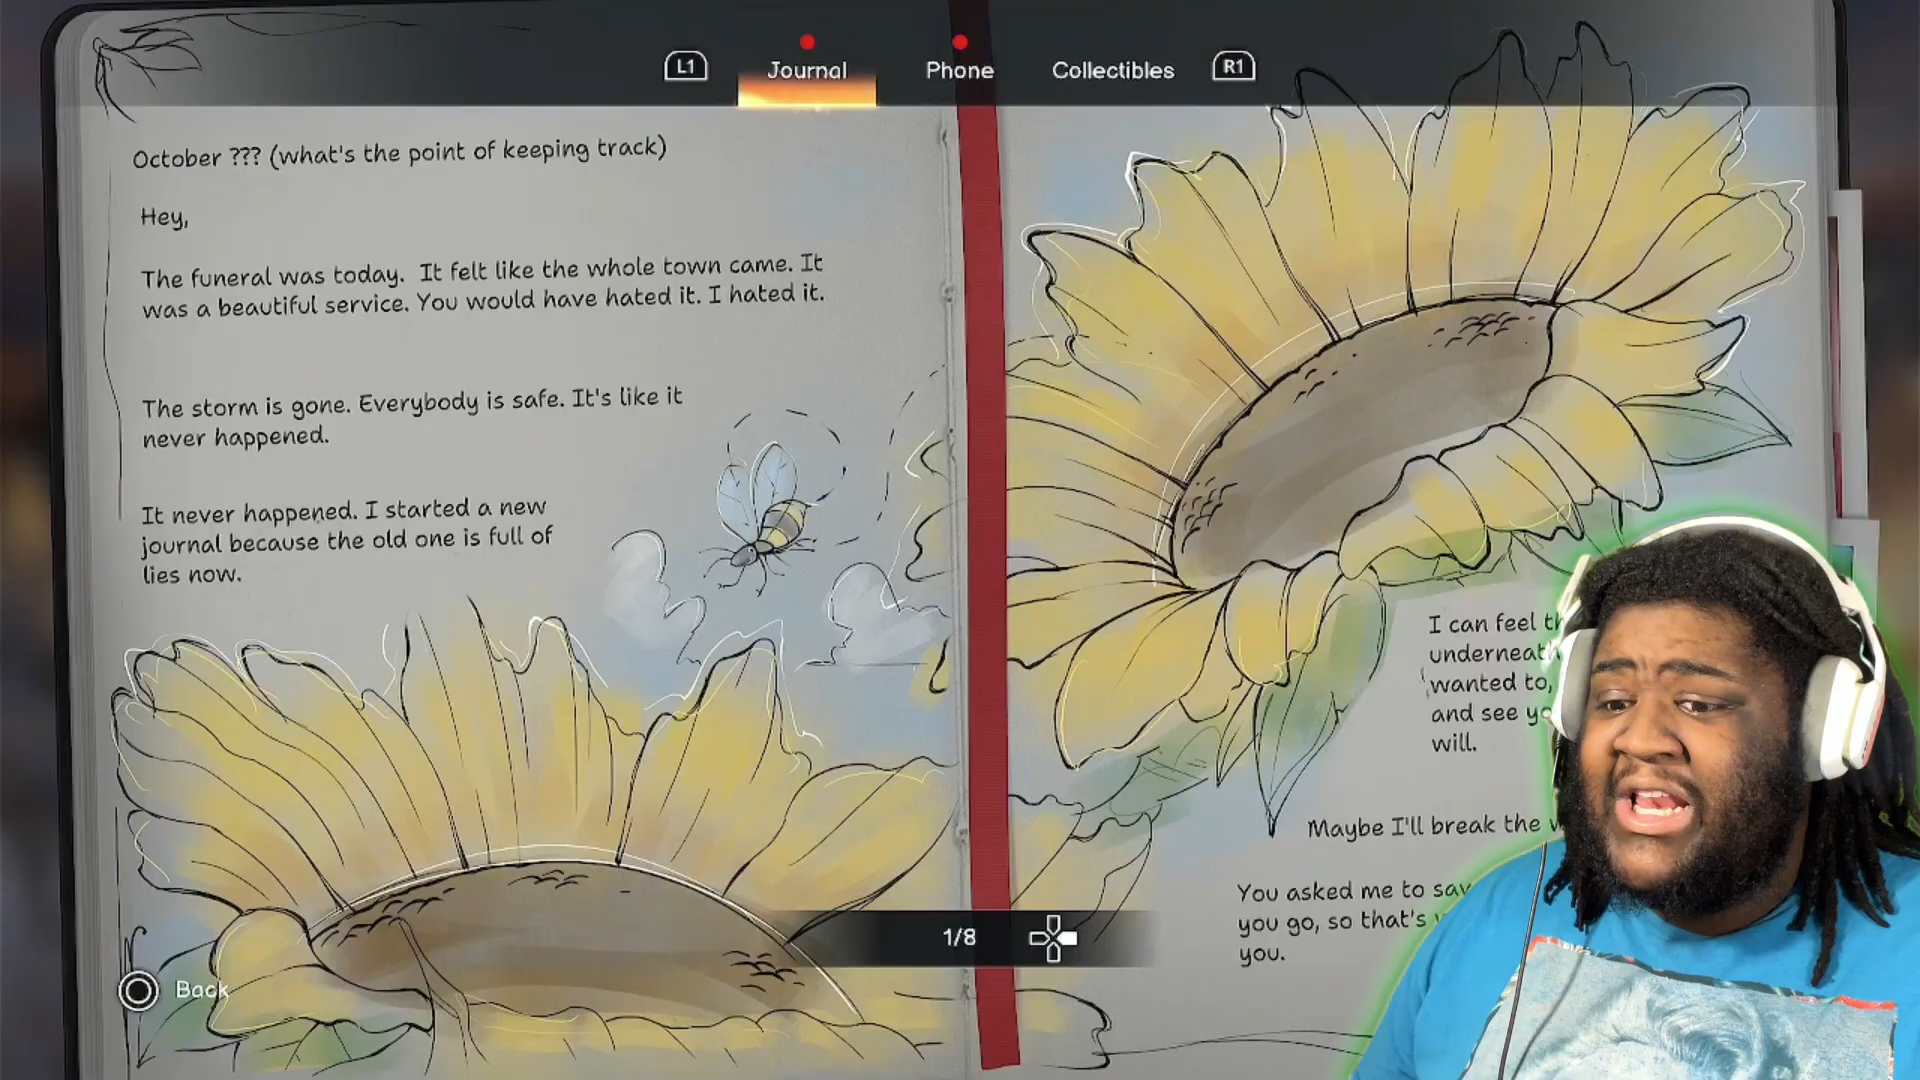 L1 Journal Phone Collectibles R1
October ??? (what's the point of keeping track)
Hey,
The funeral was today. It felt like the whole town came. It
was a beautiful service. You would have hated it. I hated it.
The storm is gone. Everybody is safe. It's like it
never happened.
It never happened. I started a new
journal because the old one is full of
lies now.
I can feel
underneath
wanted to,
and see
will.
Maybe I'll break the
You asked me to
you go, so that's
you.
1/8
Back